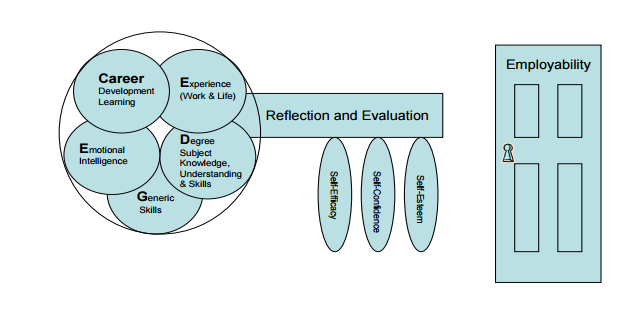 Career
Development
Learning
Experience
(Work & Life)
Emotional
Intelligence
Degree
Subject
Knowledge,
Understanding
& Skills
Generic
Skills
Reflection and Evaluation
Self-Efficacy
Self-Confidence
Self-Esteem
Employability